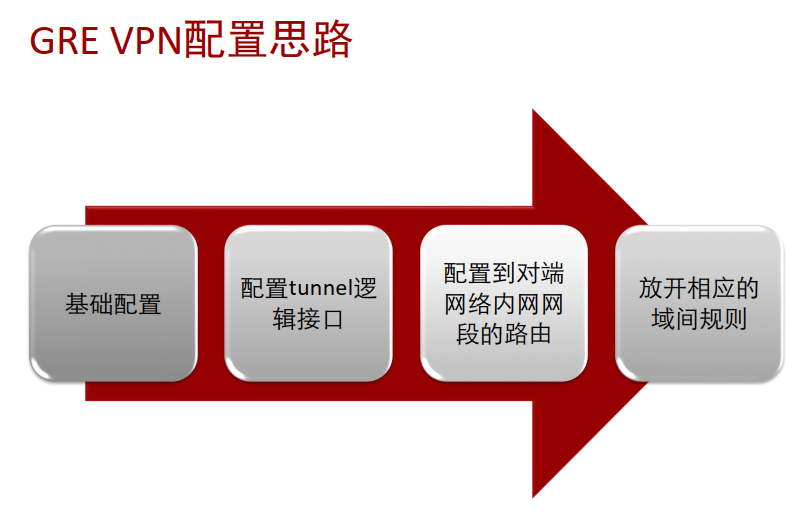 GRE VPN配置思路
基础配置
配置tunnel逻
辑接口
配置到对端
网络内网网
段的路由
放开相应的
域间规则